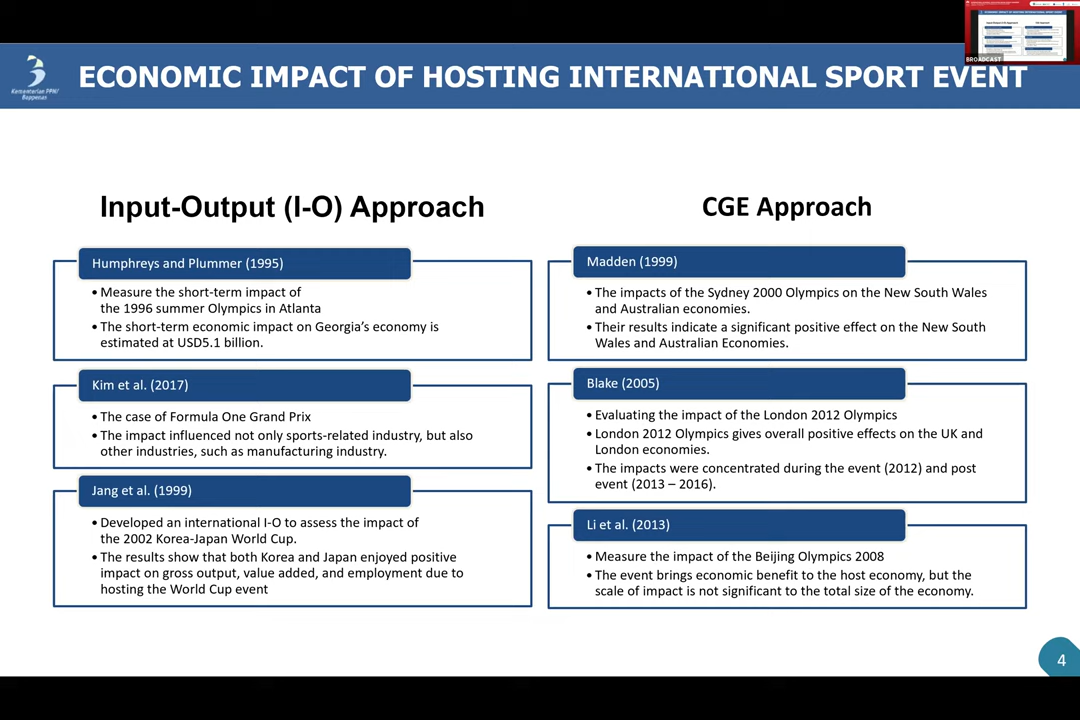 ECONOMIC IMPACT OF HOSTING INTERNATIONAL SPORT EVENT
Kementerian PPN/
Bappenas
BROADCAST
Input-Output (I-O) Approach
Humphreys and Plummer (1995)
• Measure the short-term impact of
the 1996 summer Olympics in Atlanta
• The short-term economic impact on Georgia's economy is
estimated at USD5.1 billion.
Kim et al. (2017)
• The case of Formula One Grand Prix
• The impact influenced not only sports-related industry, but also
other industries, such as manufacturing industry.
Jang et al. (1999)
• Developed an international I-O to assess the impact of
the 2002 Korea-Japan World Cup.
• The results show that both Korea and Japan enjoyed positive
impact on gross output, value added, and employment due to
hosting the World Cup event
CGE Approach
Madden (1999)
• The impacts of the Sydney 2000 Olympics on the New South Wales
and Australian economies.
• Their results indicate a significant positive effect on the New South
Wales and Australian Economies.
Blake (2005)
• Evaluating the impact of the London 2012 Olympics
• London 2012 Olympics gives overall positive effects on the UK and
London economies.
• The impacts were concentrated during the event (2012) and post
event (2013 – 2016).
Li et al. (2013)
• Measure the impact of the Beijing Olympics 2008
• The event brings economic benefit to the host economy, but the
scale of impact is not significant to the total size of the economy.
4